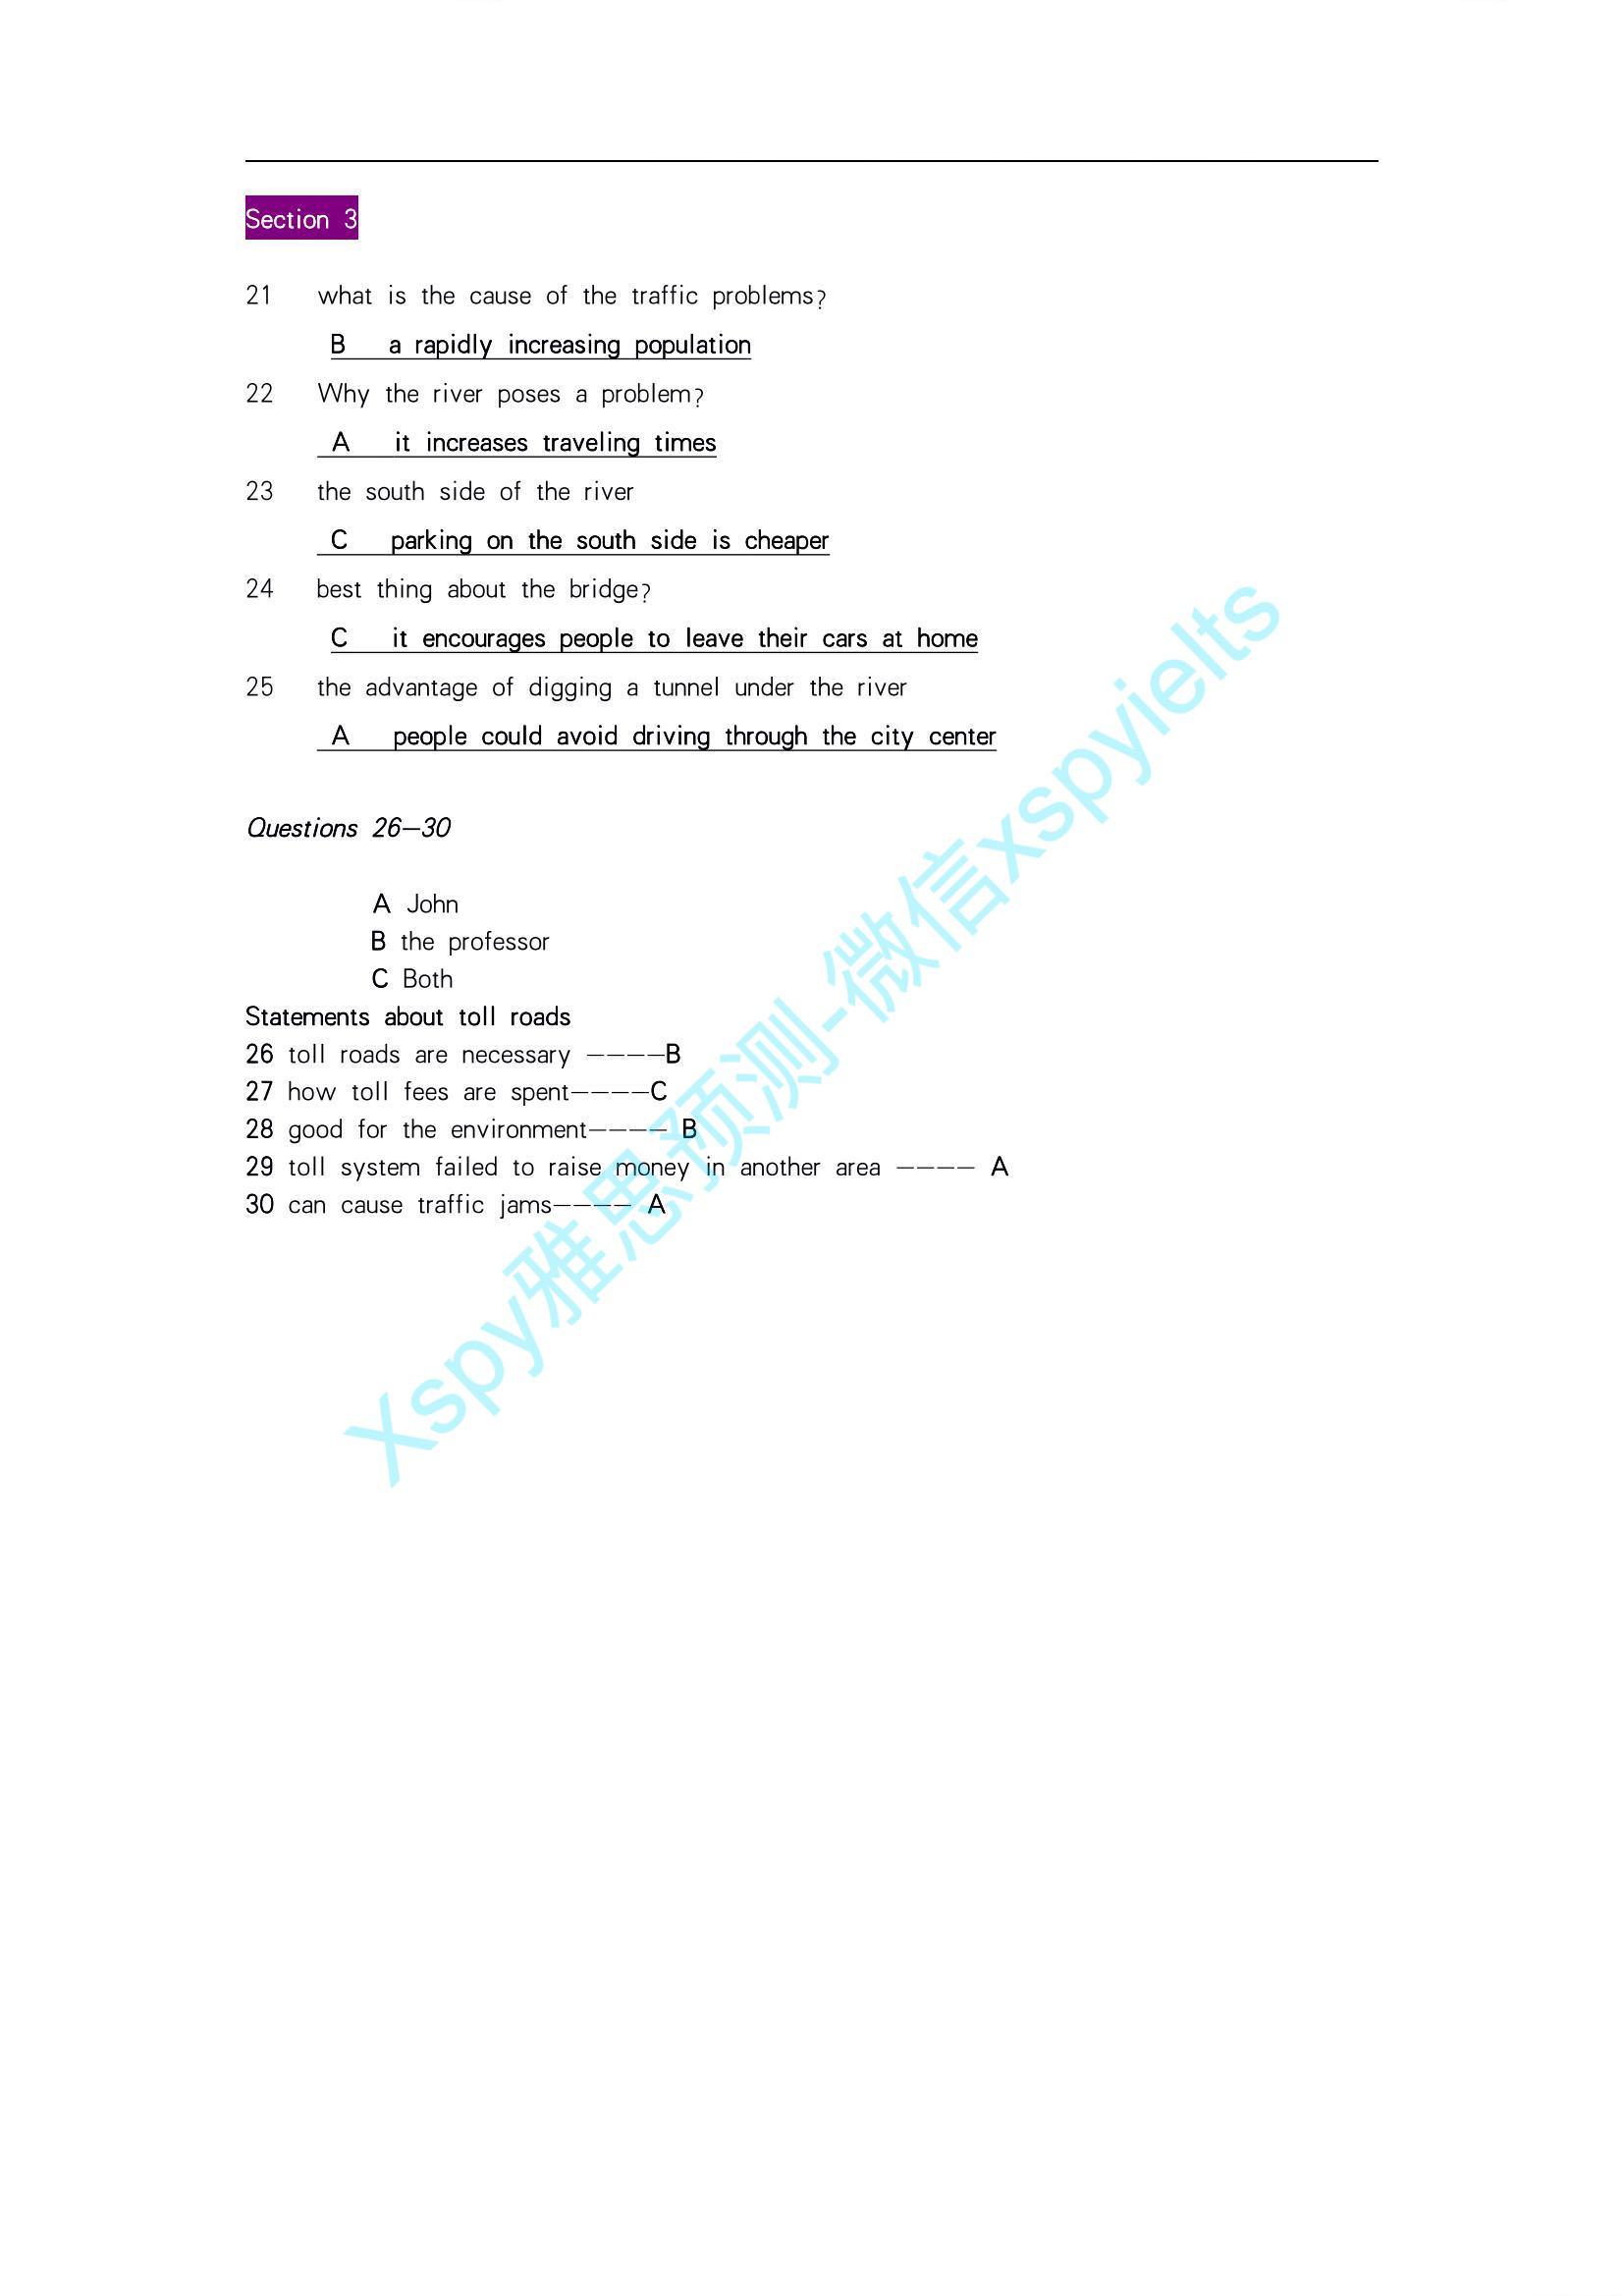 Section 3
21 what is the cause of the traffic problems?
B a rapidly increasing population
22 Why the river poses a problem?
A it increases traveling times
23 the south side of the river
C parking on the south side is cheaper
24 best thing about the bridge?
C it encourages people to leave their cars at home
25 the advantage of digging a tunnel under the river
A people could avoid driving through the city center
Questions 26—30
A John
B the professor
C Both
Statements about toll roads
26 toll roads are necessary ————B
27 how toll fees are spent————C
28 good for the environment———— B
29 toll system failed to raise money in another area ———— A
30 can cause traffic jams———— A
Xspy雅思预测-微信xspyielts